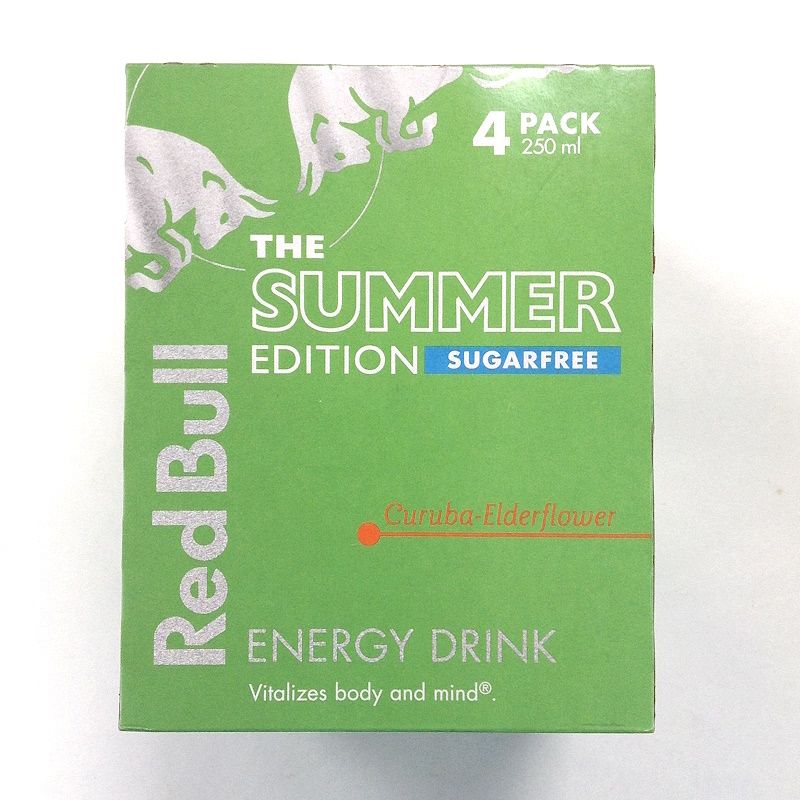 4 PACK
250 ml
THE
SUMMER
EDITION SUGARFREE
Red Bull
Curuba-Elderflower
ENERGY DRINK
Vitalizes body and mind®.